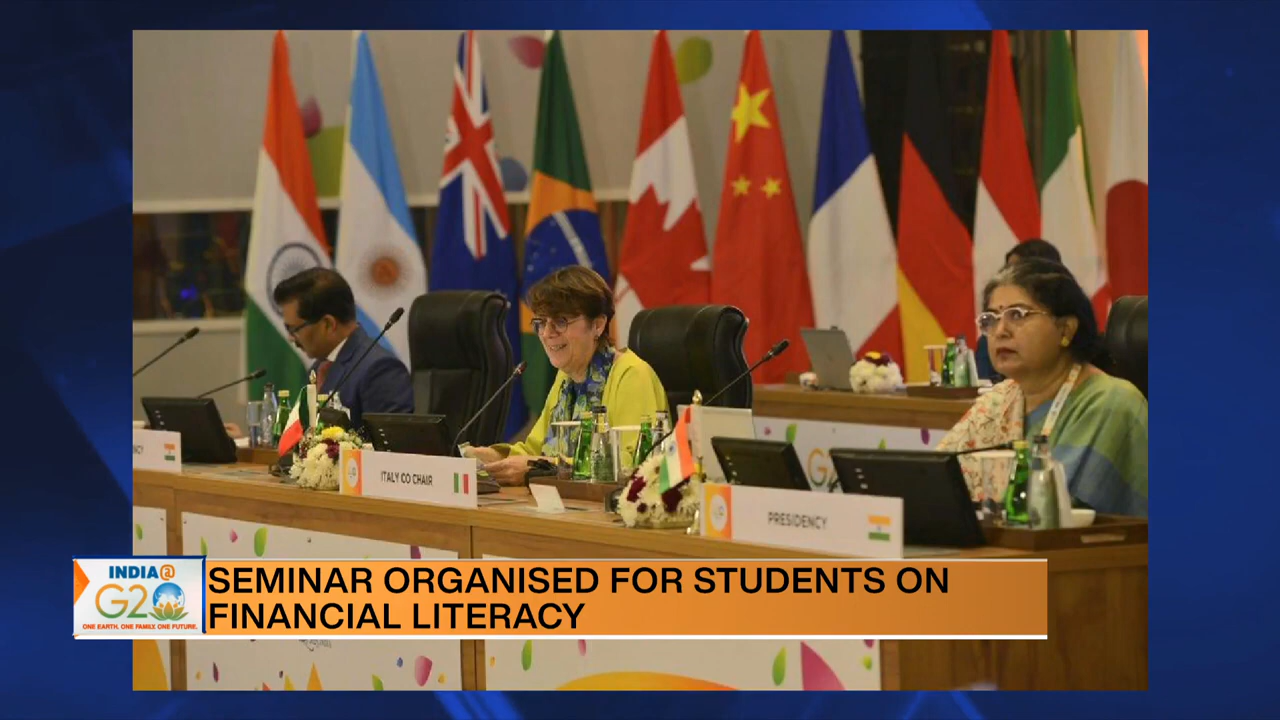 NCY
ITALY CO CHAIR
PRESIDENCY
G
INDIA@
G20
ONE EARTH. ONE FAMILY. ONE FUTURE.
SEMINAR ORGANISED FOR STUDENTS ON
FINANCIAL LITERACY